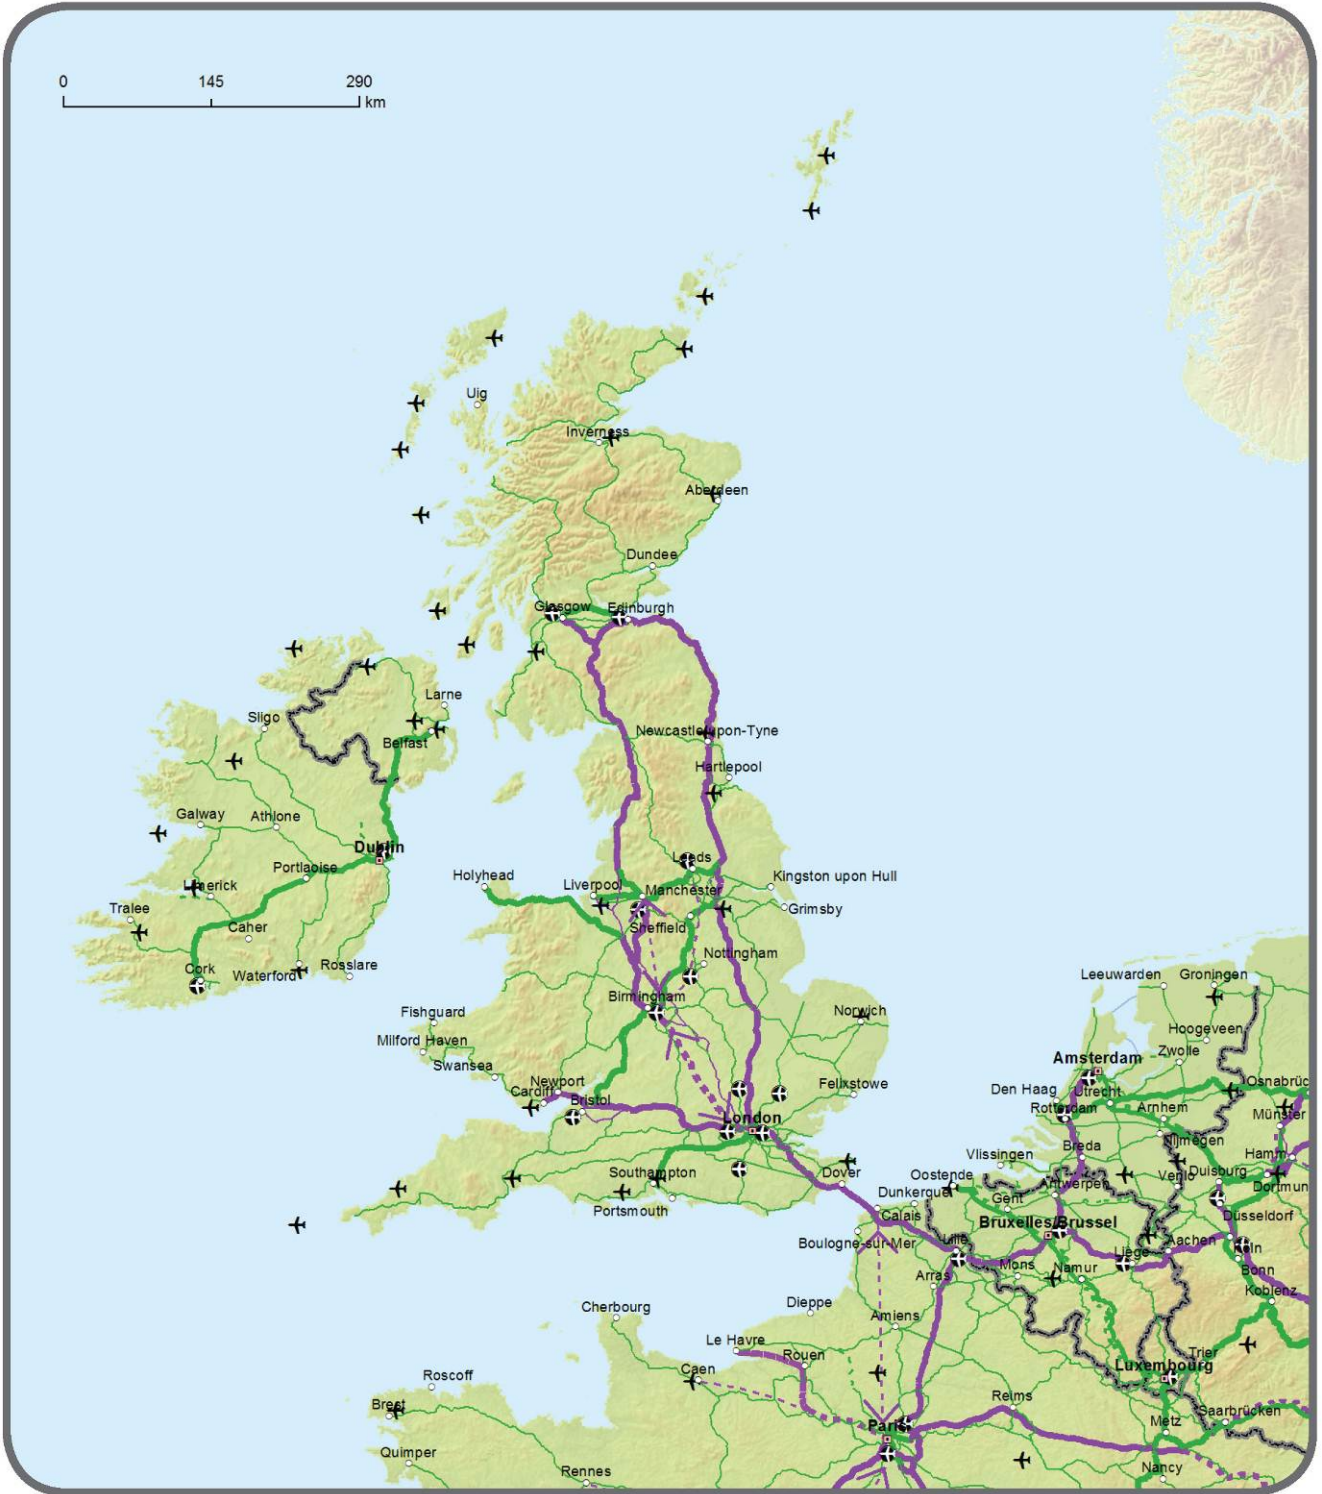 0 145 290
km
Uig
Inverness
Aberdeen
Dundee
Glasgow Edinburgh
Larne
Sligo
Newcastle-upon-Tyne
Belfast
Hartlepool
Galway Athlone
Dublin
Leeds
Portlaoise
Holyhead
Kingston upon Hull
Limerick
Liverpool
Manchester
Tralee
Grimsby
Caher
Sheffield
Nottingham
Cork
Waterford
Rosslare
Leeuwarden Groningen
Birmingham
Fishguard
Norwich
Hoogeveen
Milford Haven
Zwolle
Amsterdam
Swansea
Newport
Cardiff
Felixstowe
Den Haag
Utrecht
Osnabrüc
Bristol
Rotterdam
Arnhem
Münster
London
Nijmegen
Breda
Vlissingen
Hamm
Southampton
Dover
Oostende
Venlo
Duisburg
Antwerpen
Dortmun
Dunkerque
Gent
Portsmouth
Calais
Bruxelles/Brussel
Düsseldorf
Boulogne-sur-Mer
Lille
Liège
Aachen
Köln
Mons
Namur
Bonn
Arras
Koblenz
Cherbourg
Dieppe
Amiens
Le Havre
Rouen
Trier
Caen
Luxembourg
Roscoff
Reims
Brest
Paris
Metz
Saarbrücken
Quimper
Rennes
Nancy